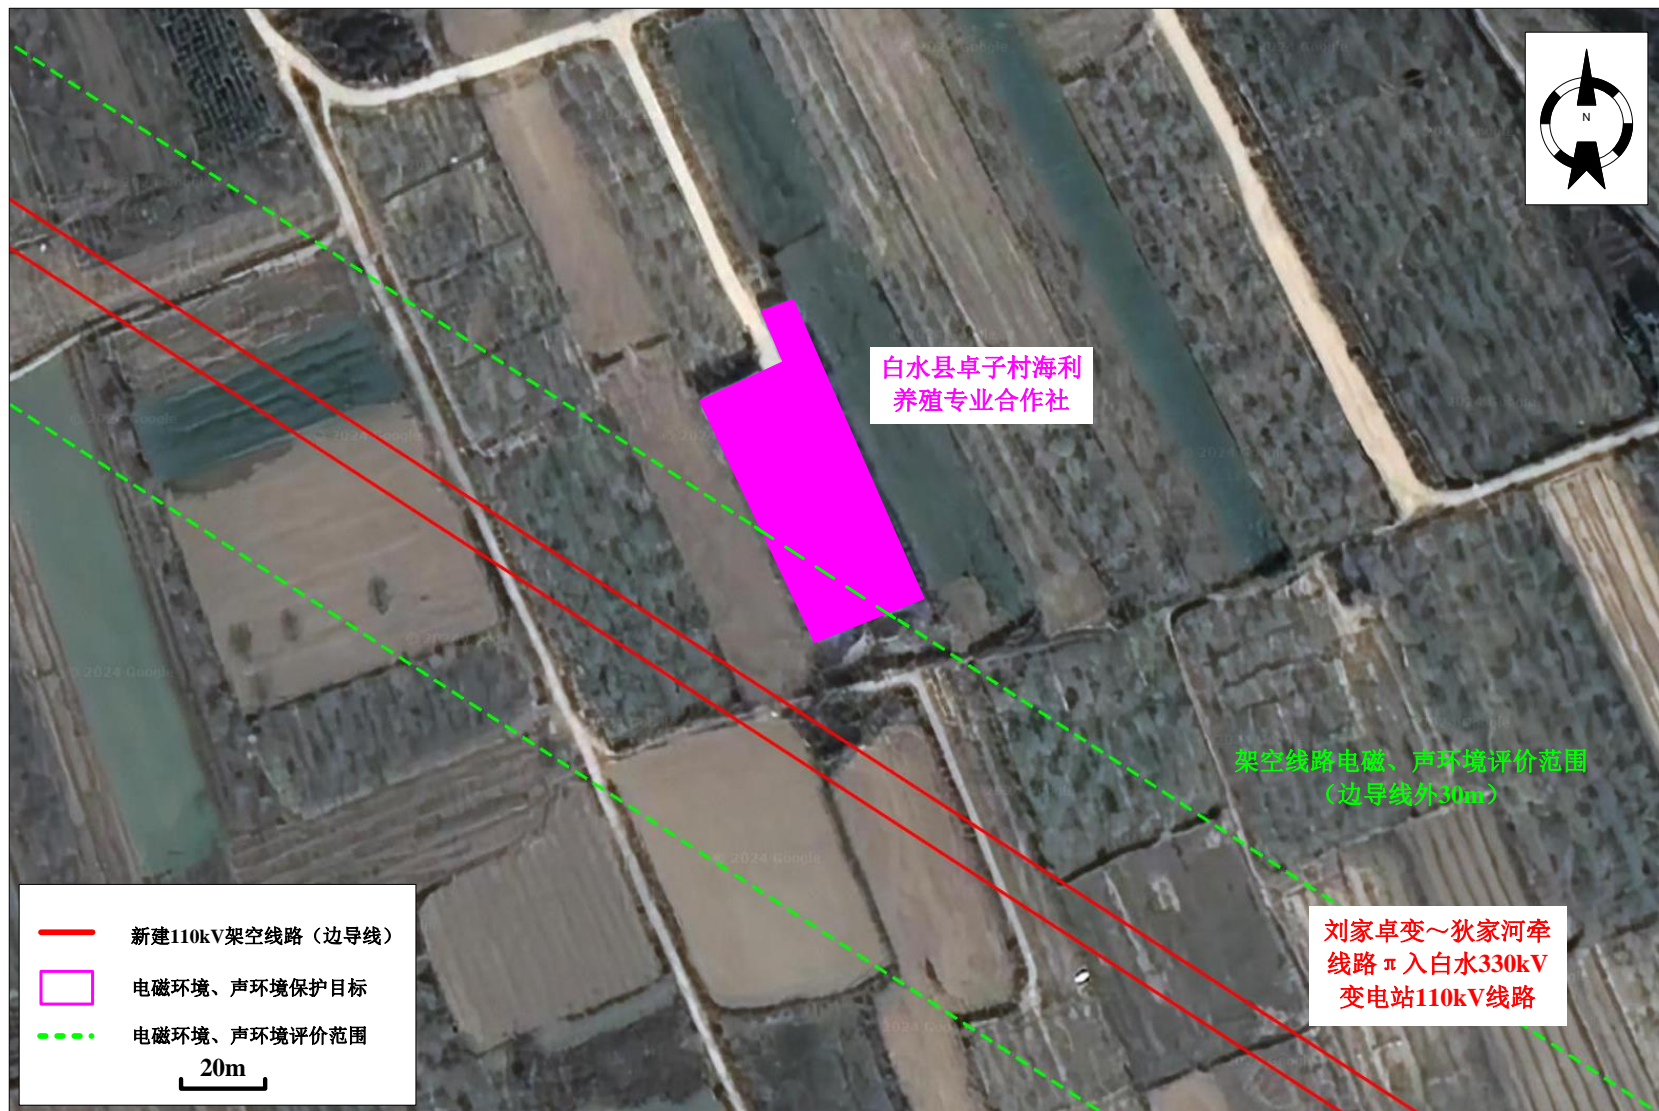 N
白水县卓子村海利
养殖专业合作社
架空线路电磁、声环境评价范围
（边导线外30m）
刘家卓变～狄家河牵
线路π入白水330kV
变电站110kV线路
新建110kV架空线路（边导线）
电磁环境、声环境保护目标
电磁环境、声环境评价范围
20m
© 2024 Google